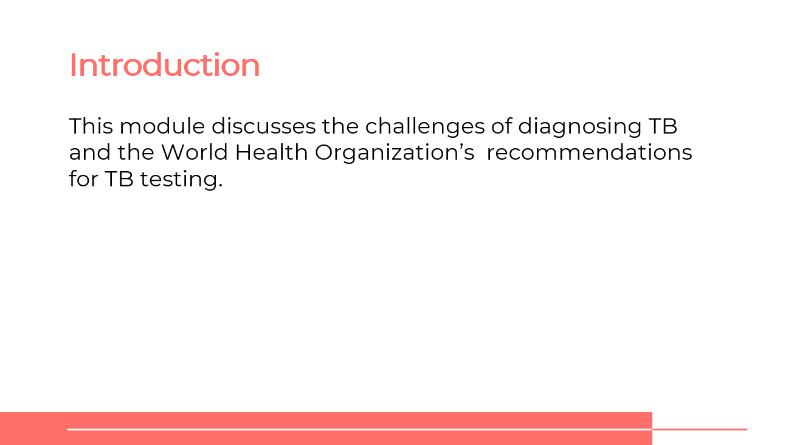 Introduction
This module discusses the challenges of diagnosing TB
and the World Health Organization’s  recommendations
for TB testing.